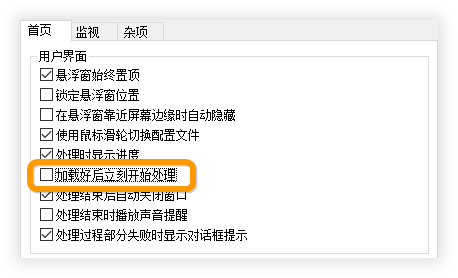 首页 监视 杂项
用户界面
悬浮窗始终置顶
锁定悬浮窗位置
在悬浮窗靠近屏幕边缘时自动隐藏
使用鼠标滑轮切换配置文件
处理时显示进度
加载好后立刻开始处理
处理结束后自动关闭窗口
处理结束时播放声音提醒
处理过程部分失败时显示对话框提示